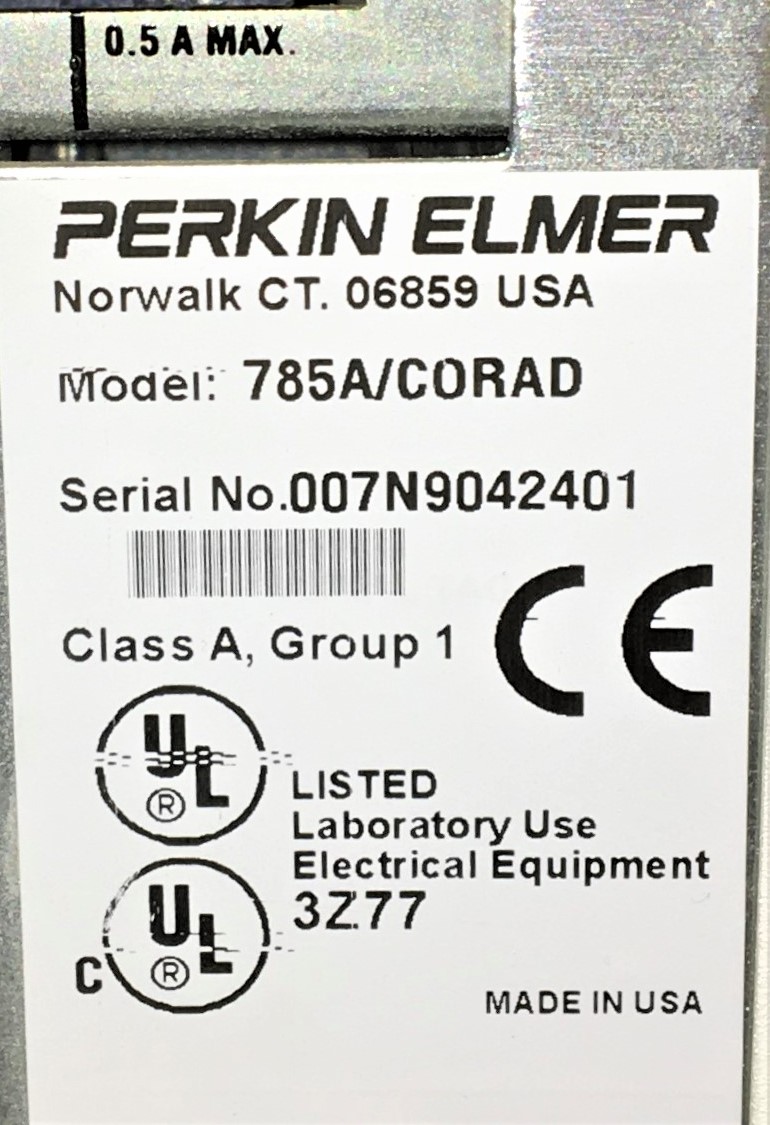 0.5 A MAX.
PERKIN ELMER
Norwalk CT. 06859 USA
Model: 785A/CORAD
Serial No.007N9042401
Class A, Group 1
CE
UL
®
LISTED
Laboratory Use
Electrical Equipment
3Z77
C UL
®
MADE IN USA